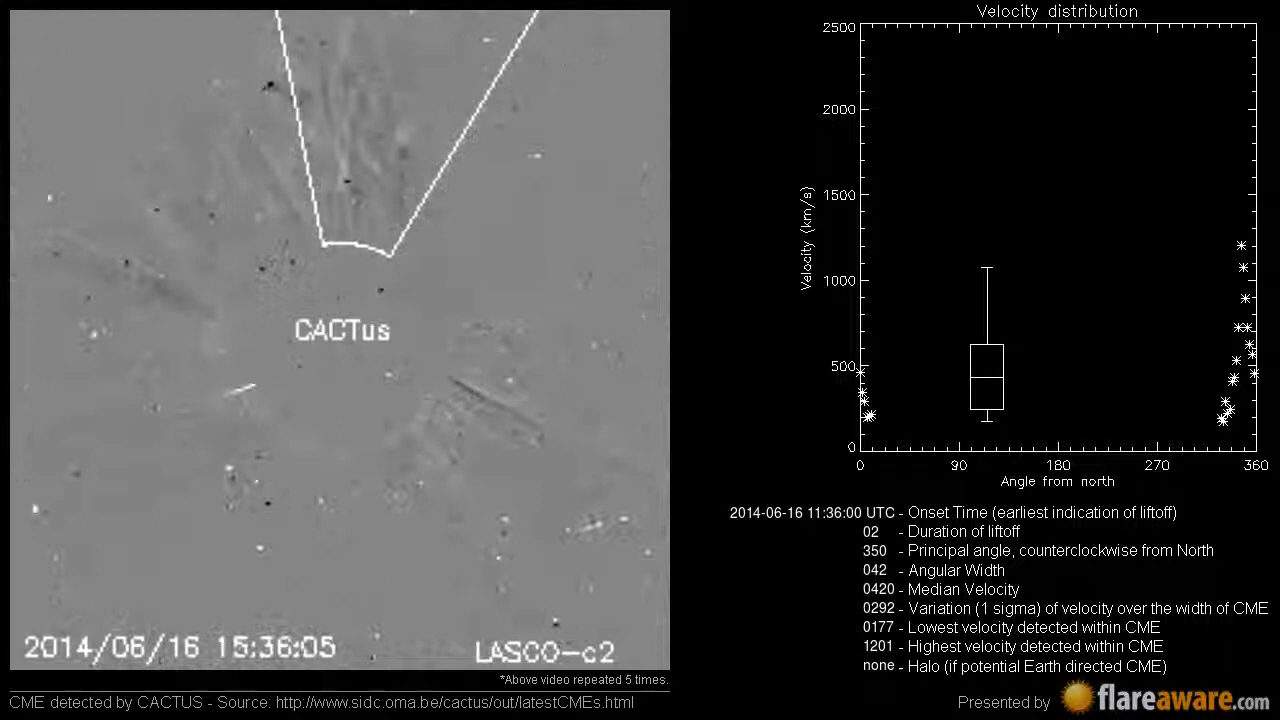 Velocity distribution
2500
2000
1500
1000
500
0
Velocity (km/s)
0 90 180 270 360
Angle from north
CACTus
2014/06/16 15:36:05
LASCO-c2
*Above video repeated 5 times.
CME detected by CACTUS - Source: http://www.sidc.oma.be/cactus/out/latestCMEs.html
2014-06-16 11:36:00 UTC - Onset Time (earliest indication of liftoff)
02 - Duration of liftoff
350 - Principal angle, counterclockwise from North
042 - Angular Width
0420 - Median Velocity
0292 - Variation (1 sigma) of velocity over the width of CME
0177 - Lowest velocity detected within CME
1201 - Highest velocity detected within CME
none - Halo (if potential Earth directed CME)
Presented by flareaware.com